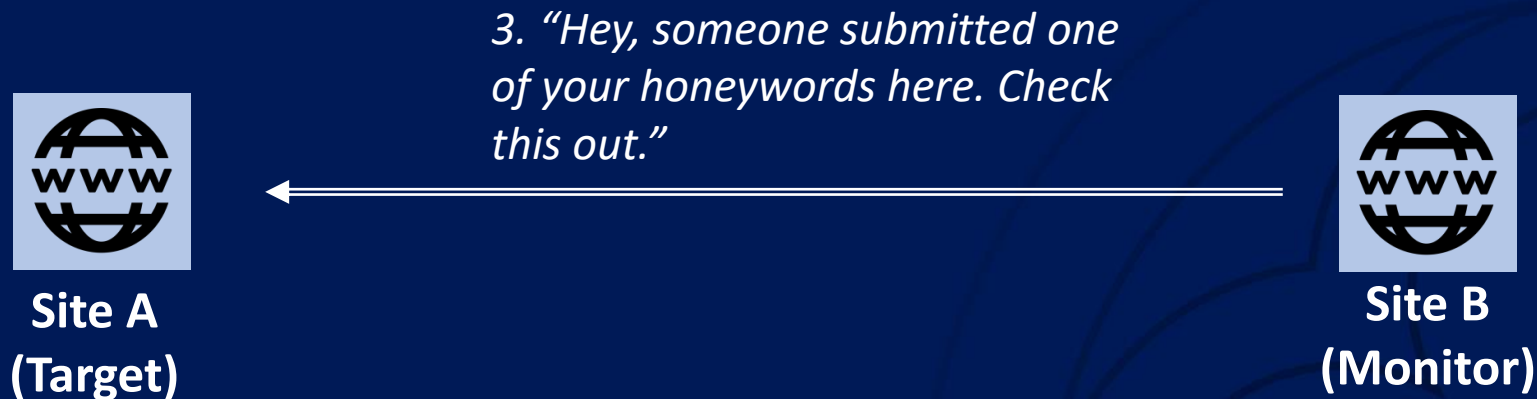 3. “Hey, someone submitted one
of your honeywords here. Check
this out.”
WWW
WWW
Site A
(Target)
Site B
(Monitor)